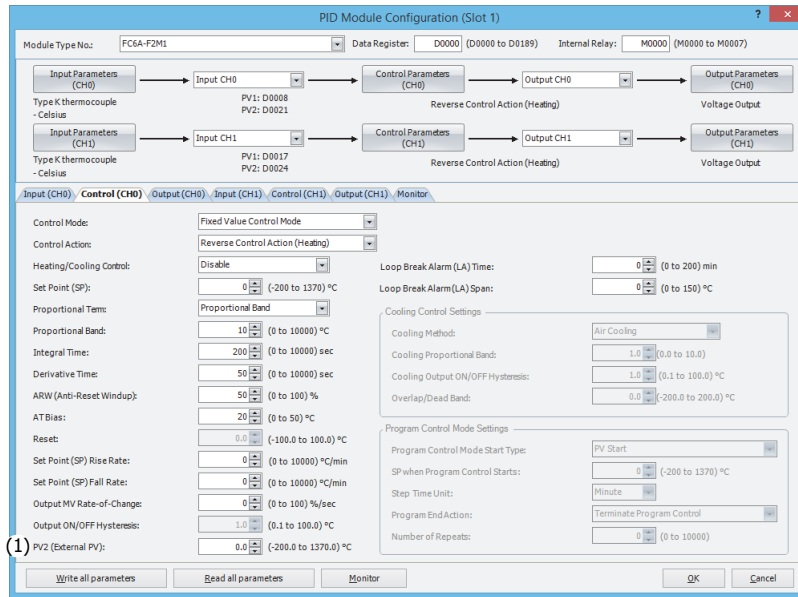 PID Module Configuration (Slot 1)
? ×
Module Type No.: FC6A-F2M1 Data Register: D0000 (D0000 to D0189) Internal Relay: M0000 (M0000 to M0007)
Input Parameters (CH0) Input CH0 Control Parameters (CH0) Output CH0 Output Parameters (CH0)
Type K thermocouple - Celsius
PV1: D0008
PV2: D0021
Reverse Control Action (Heating)
Voltage Output
Input Parameters (CH1) Input CH1 Control Parameters (CH1) Output CH1 Output Parameters (CH1)
Type K thermocouple - Celsius
PV1: D0017
PV2: D0024
Reverse Control Action (Heating)
Voltage Output
Input (CH0) Control (CH0) Output (CH0) Input (CH1) Control (CH1) Output (CH1) Monitor
Control Mode: Fixed Value Control Mode
Control Action: Reverse Control Action (Heating)
Heating/Cooling Control: Disable
Set Point (SP): 0 (-200 to 1370) °C
Proportional Term: Proportional Band
Proportional Band: 10 (0 to 10000) °C
Integral Time: 200 (0 to 10000) sec
Derivative Time: 50 (0 to 10000) sec
ARW (Anti-Reset Windup): 50 (0 to 100) %
AT Bias: 20 (0 to 50) °C
Reset: 0.0 (-100.0 to 100.0) °C
Set Point (SP) Rise Rate: 0 (0 to 10000) °C/min
Set Point (SP) Fall Rate: 0 (0 to 10000) °C/min
Output MV Rate-of-Change: 0 (0 to 100) %/sec
Output ON/OFF Hysteresis: 1.0 (0.1 to 100.0) °C
(1) PV2 (External PV): 0.0 (-200.0 to 1370.0) °C
Loop Break Alarm (LA) Time: 0 (0 to 200) min
Loop Break Alarm (LA) Span: 0 (0 to 150) °C
Cooling Control Settings
Cooling Method: Air Cooling
Cooling Proportional Band: 1.0 (0.0 to 10.0)
Cooling Output ON/OFF Hysteresis: 1.0 (0.1 to 100.0) °C
Overlap/Dead Band: 0.0 (-200.0 to 200.0) °C
Program Control Mode Settings
Program Control Mode Start Type: PV Start
SP when Program Control Starts: 0 (-200 to 1370) °C
Step Time Unit: Minute
Program End Action: Terminate Program Control
Number of Repeats: 0 (0 to 10000)
Write all parameters Read all parameters Monitor OK Cancel